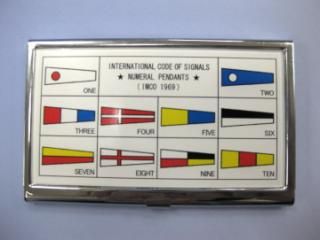 INTERNATIONAL CODE OF SIGNALS
★ NUMERAL PENDANTS ★
(IMCO 1969)
ONE
TWO
THREE
FOUR
FIVE
SIX
SEVEN
EIGHT
NINE
TEN